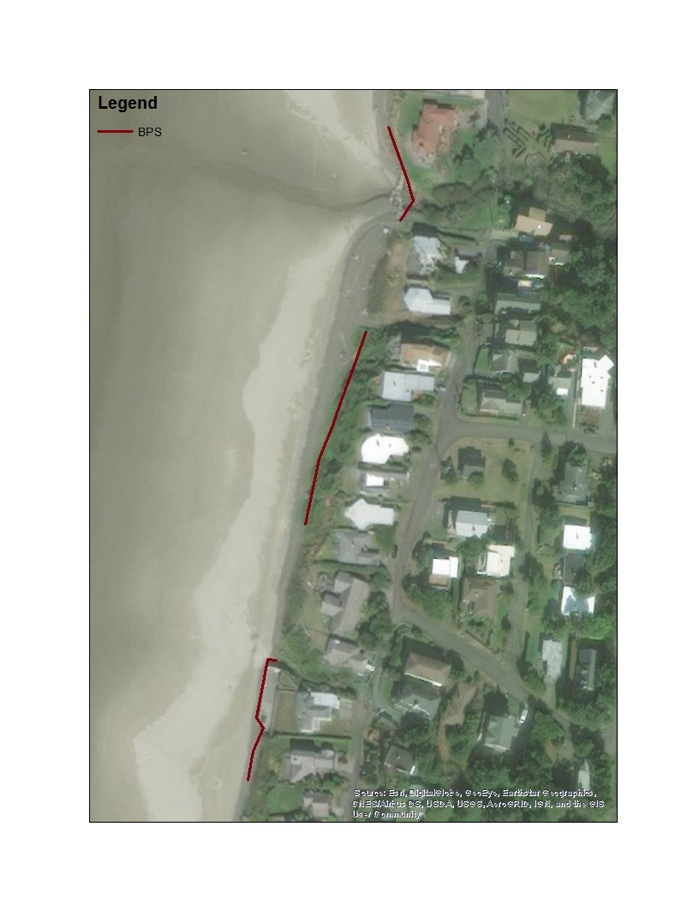 Legend
BPS
Source: Esri, DigitalGlobe, GeoEye, Earthstar Geographics,
CNES/Airbus DS, USDA, USGS, AeroGRID, IGN, and the GIS
User Community